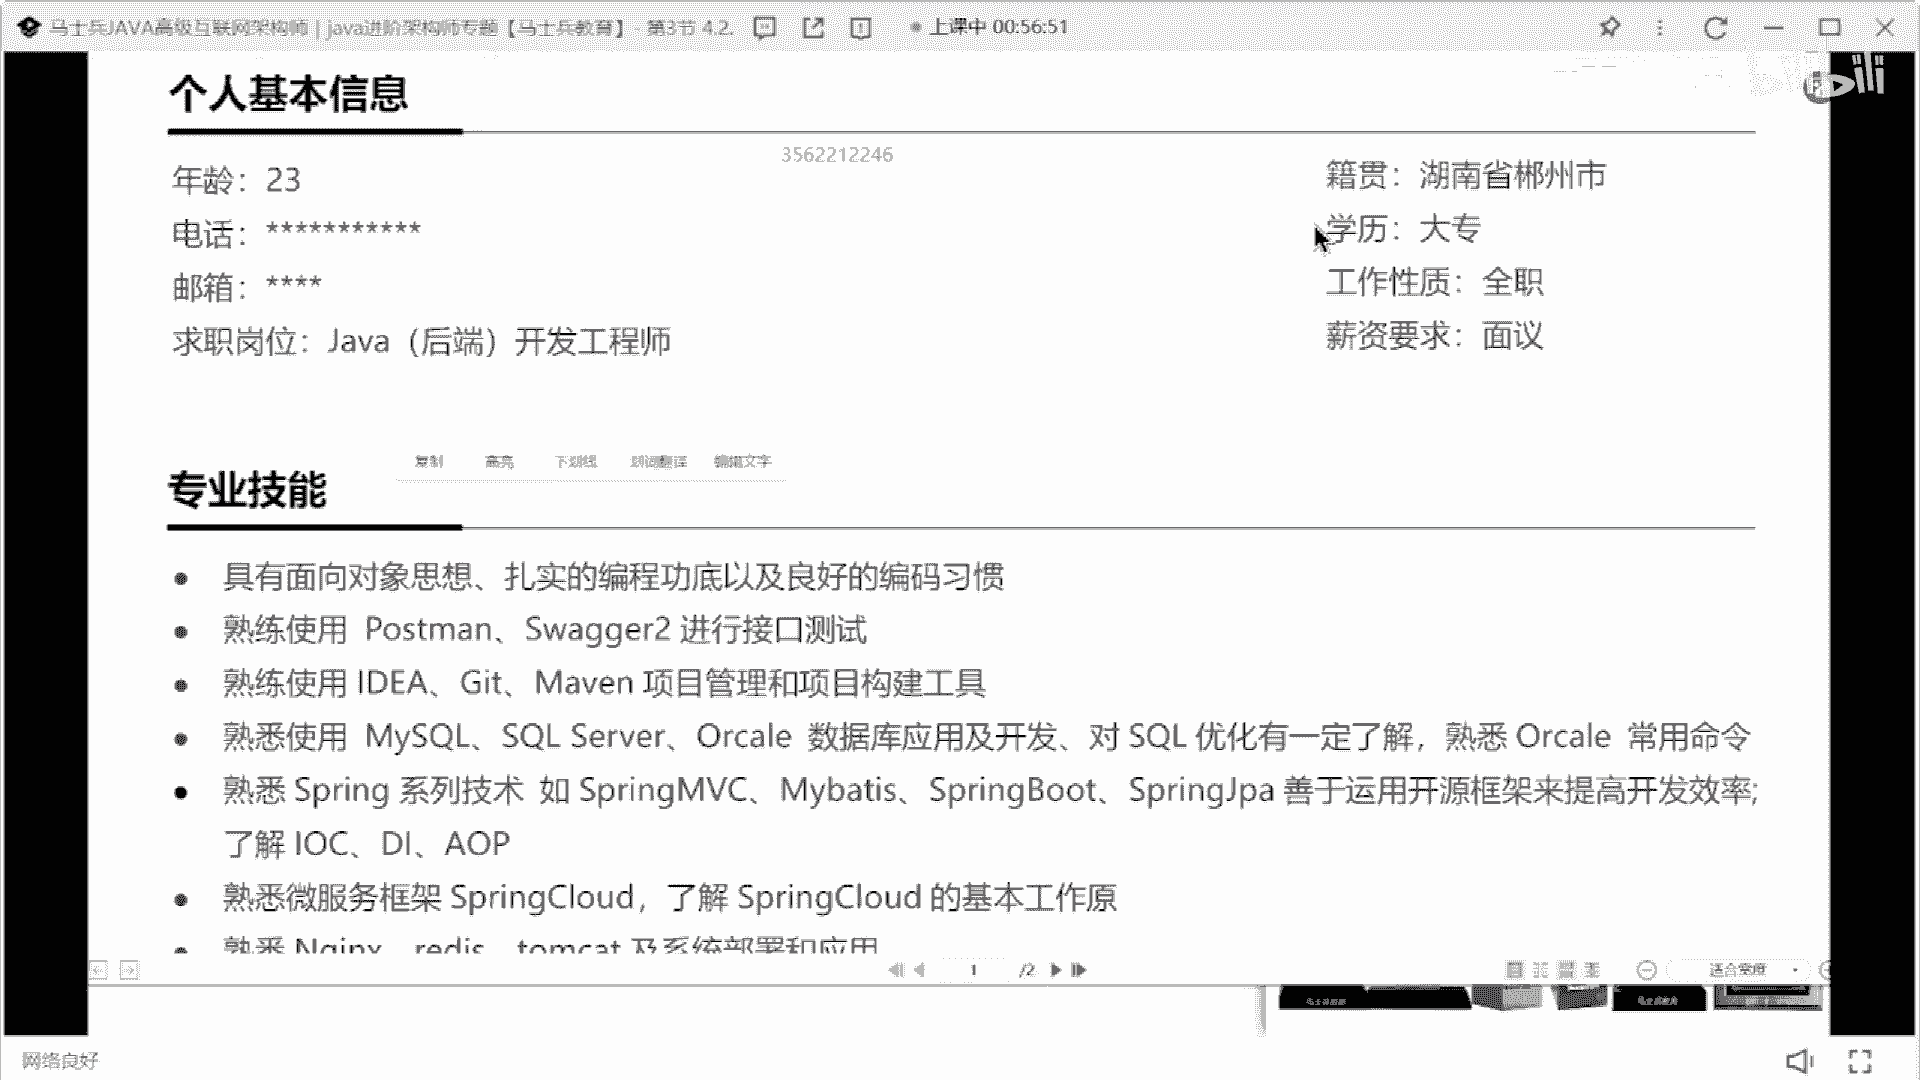 马士兵JAVA高级互联网架构师 | java进阶架构师专题【马士兵教育】 - 第3节 4.2.
上课中 00:56:51
个人基本信息
3562212246
年龄：23
籍贯：湖南省郴州市
电话：***********
学历：大专
邮箱：****
工作性质：全职
求职岗位：Java（后端）开发工程师
薪资要求：面议
复制 高亮 下划线 划词翻译 编辑文字
专业技能
具有面向对象思想、扎实的编程功底以及良好的编码习惯
熟练使用 Postman、Swagger2 进行接口测试
熟练使用 IDEA、Git、Maven 项目管理和项目构建工具
熟悉使用 MySQL、SQL Server、Orcale 数据库应用及开发、对 SQL 优化有一定了解，熟悉 Orcale 常用命令
熟悉 Spring 系列技术 如 SpringMVC、Mybatis、SpringBoot、SpringJpa 善于运用开源框架来提高开发效率;
了解 IOC、DI、AOP
熟悉微服务框架 SpringCloud，了解 SpringCloud 的基本工作原
熟悉 Nginx、redis、tomcat 及系统部署和应用
1 /2
适合宽度
网络良好